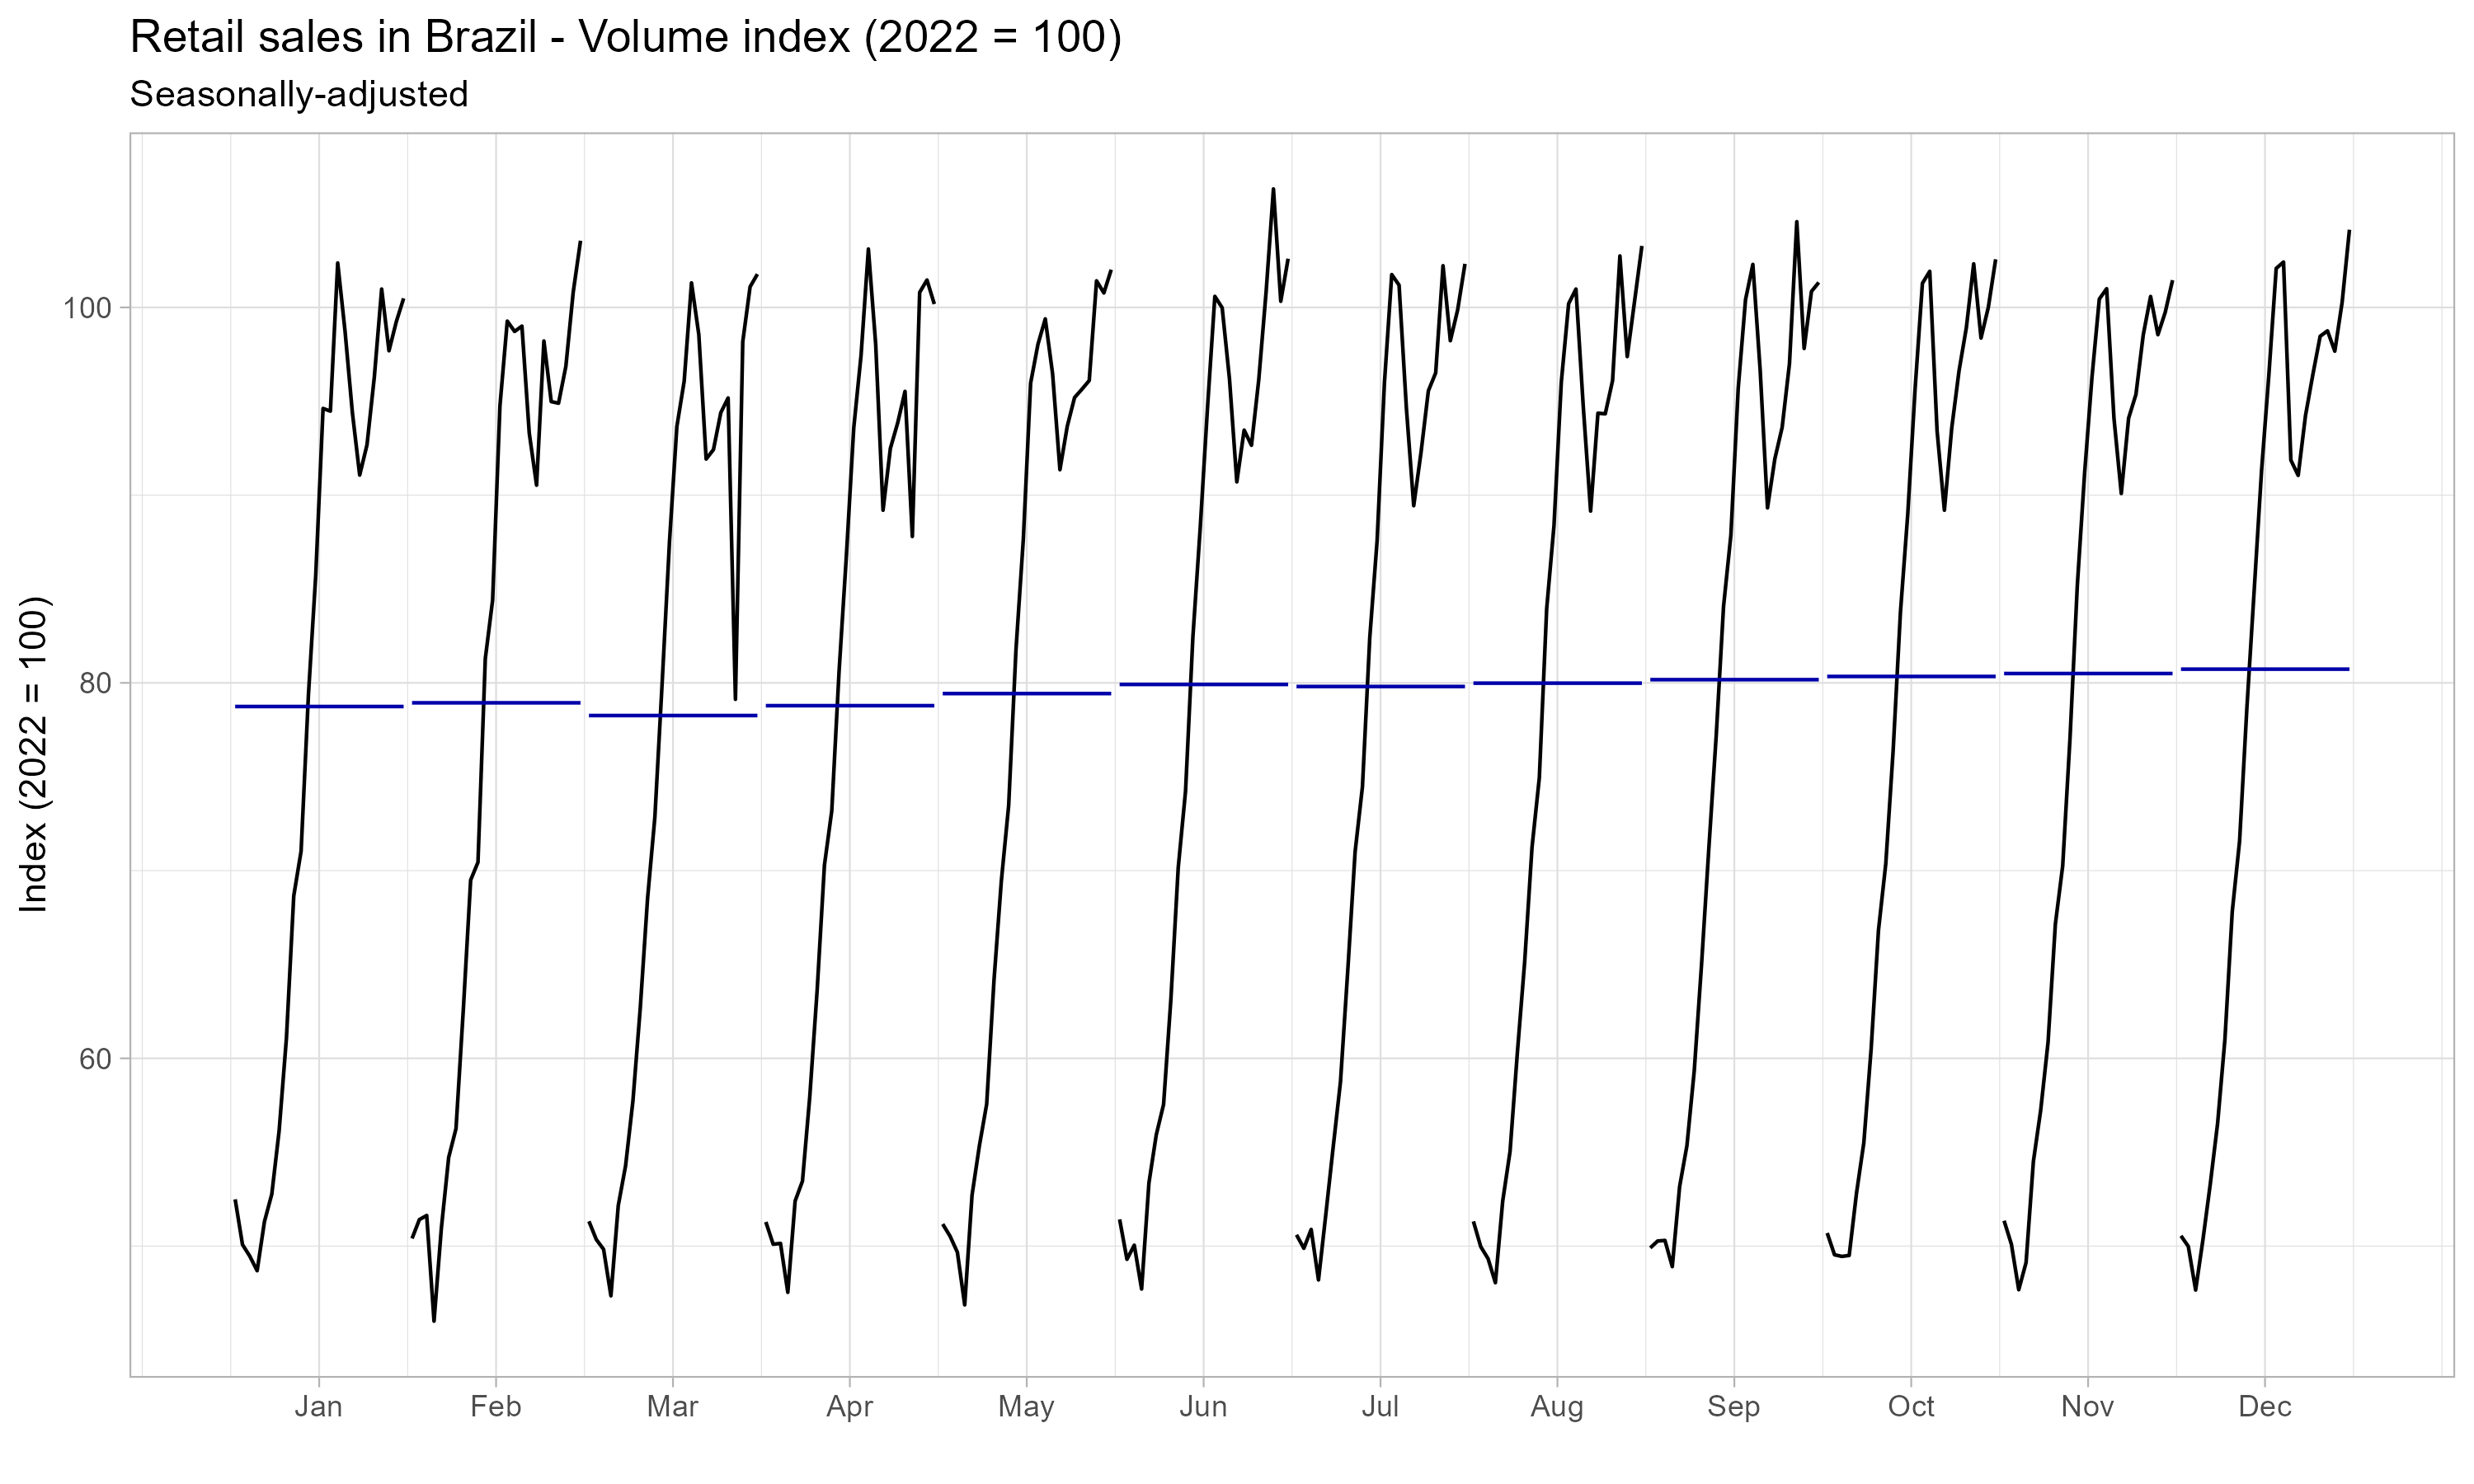 Retail sales in Brazil - Volume index (2022 = 100)
Seasonally-adjusted
Index (2022 = 100)
100
80
60
Jan Feb Mar Apr May Jun Jul Aug Sep Oct Nov Dec